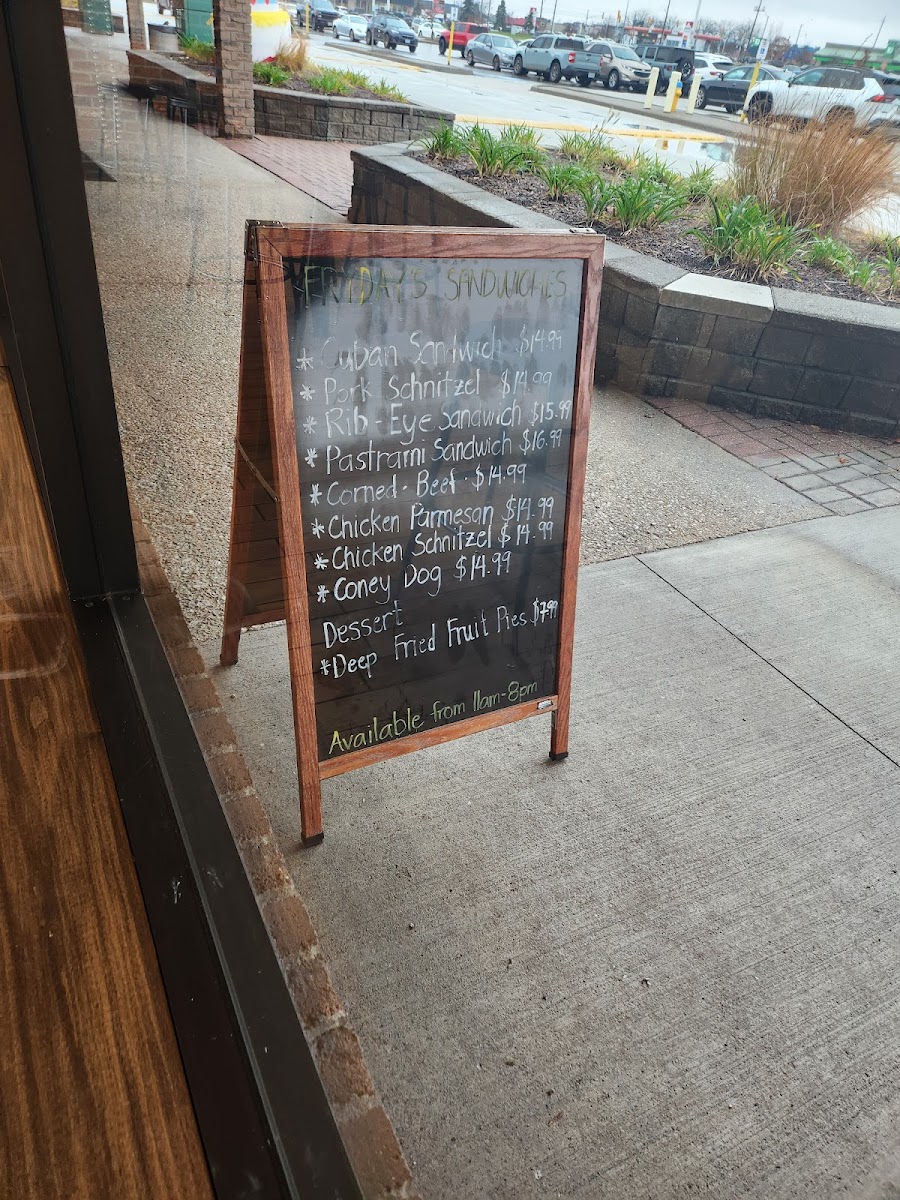 FRIDAY'S SANDWICHES
* Cuban Sandwich $14.99
* Pork Schnitzel $14.99
* Rib-Eye Sandwich $15.99
* Pastrami Sandwich $16.99
* Corned-Beef $14.99
* Chicken Parmesan $14.99
* Chicken Schnitzel $14.99
* Coney Dog $14.99
Dessert
* Deep Fried Fruit Pies $7.99
Available from 11am-8pm